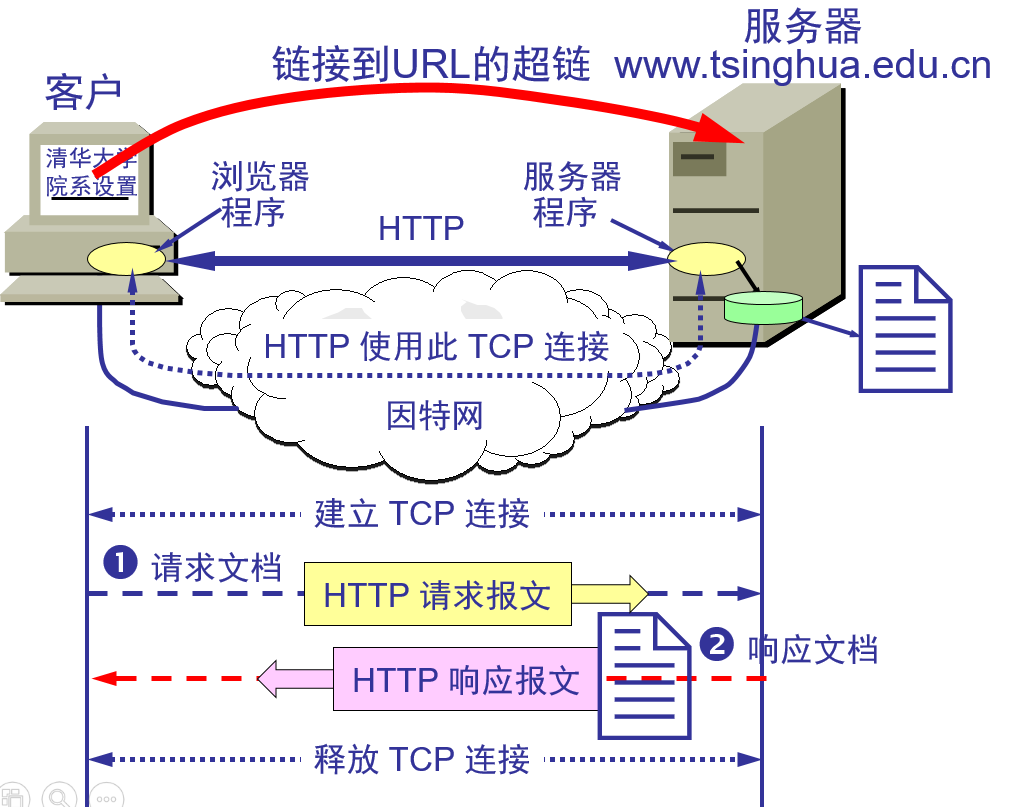 服务器
链接到URL的超链
www.tsinghua.edu.cn
客户
清华大学
院系设置
浏览器
程序
服务器
程序
HTTP
HTTP 使用此 TCP 连接
因特网
建立 TCP 连接
❶ 请求文档
HTTP 请求报文
❷ 响应文档
HTTP 响应报文
释放 TCP 连接